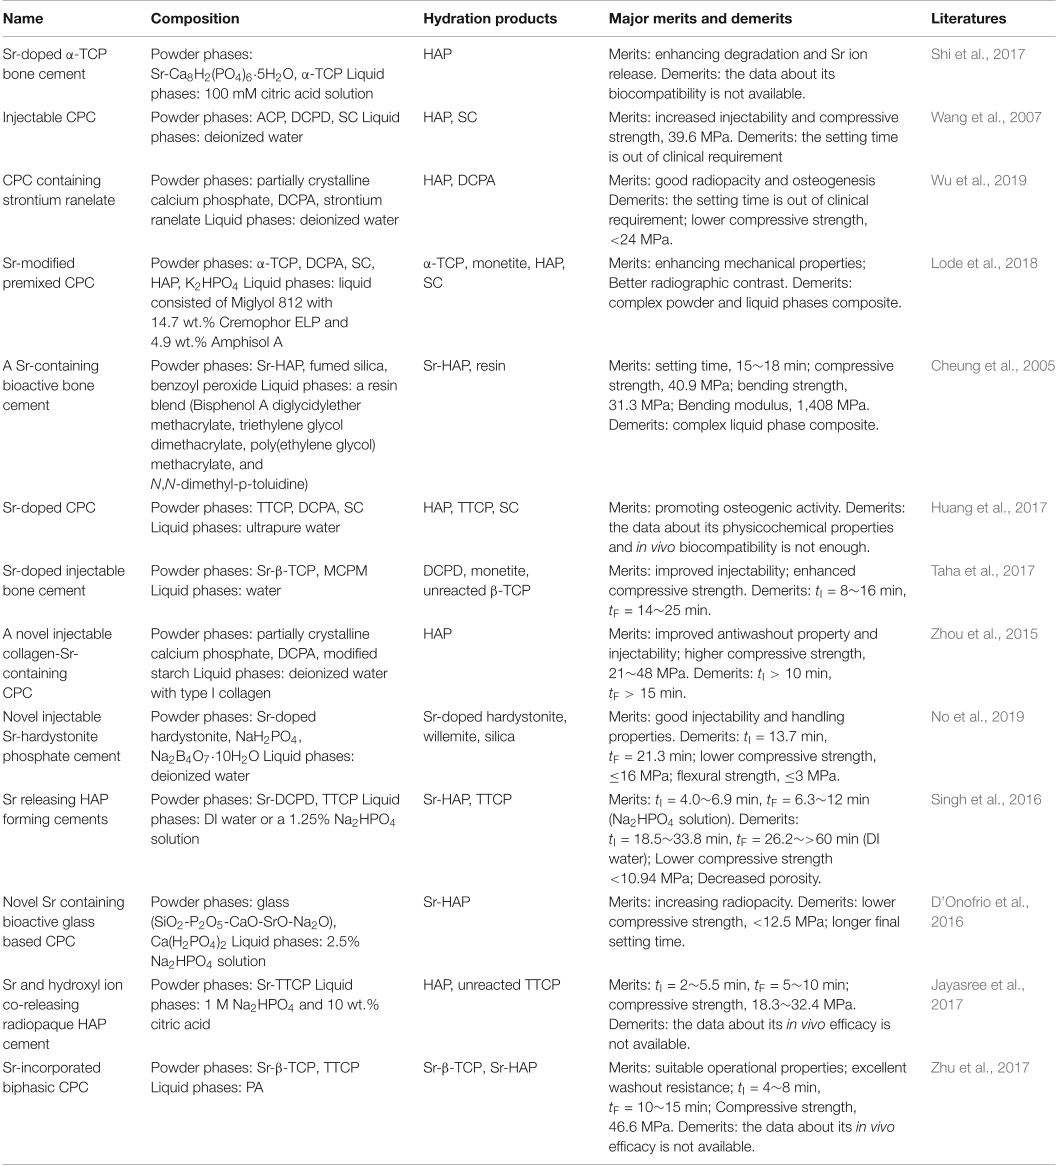 Name Composition Hydration products Major merits and demerits Literatures
Sr-doped α-TCP
bone cement
Powder phases:
Sr-Ca8H2(PO4)6·5H2O, α-TCP Liquid
phases: 100 mM citric acid solution
HAP
Merits: enhancing degradation and Sr ion
release. Demerits: the data about its
biocompatibility is not available.
Shi et al., 2017
Injectable CPC
Powder phases: ACP, DCPD, SC Liquid
phases: deionized water
HAP, SC
Merits: increased injectability and compressive
strength, 39.6 MPa. Demerits: the setting time
is out of clinical requirement
Wang et al., 2007
CPC containing
strontium ranelate
Powder phases: partially crystalline
calcium phosphate, DCPA, strontium
ranelate Liquid phases: deionized water
HAP, DCPA
Merits: good radiopacity and osteogenesis
Demerits: the setting time is out of clinical
requirement; lower compressive strength,
<24 MPa.
Wu et al., 2019
Sr-modified
premixed CPC
Powder phases: α-TCP, DCPA, SC,
HAP, K2HPO4 Liquid phases: liquid
consisted of Miglyol 812 with
14.7 wt.% Cremophor ELP and
4.9 wt.% Amphisol A
α-TCP, monetite, HAP,
SC
Merits: enhancing mechanical properties;
Better radiographic contrast. Demerits:
complex powder and liquid phases composite.
Lode et al., 2018
A Sr-containing
bioactive bone
cement
Powder phases: Sr-HAP, fumed silica,
benzoyl peroxide Liquid phases: a resin
blend (Bisphenol A diglycidylether
methacrylate, triethylene glycol
dimethacrylate, poly(ethylene glycol)
methacrylate, and
N,N-dimethyl-p-toluidine)
Sr-HAP, resin
Merits: setting time, 15∼18 min; compressive
strength, 40.9 MPa; bending strength,
31.3 MPa; Bending modulus, 1,408 MPa.
Demerits: complex liquid phase composite.
Cheung et al., 2005
Sr-doped CPC
Powder phases: TTCP, DCPA, SC
Liquid phases: ultrapure water
HAP, TTCP, SC
Merits: promoting osteogenic activity. Demerits:
the data about its physicochemical properties
and in vivo biocompatibility is not enough.
Huang et al., 2017
Sr-doped injectable
bone cement
Powder phases: Sr-β-TCP, MCPM
Liquid phases: water
DCPD, monetite,
unreacted β-TCP
Merits: improved injectability; enhanced
compressive strength. Demerits: tI = 8∼16 min,
tF = 14∼25 min.
Taha et al., 2017
A novel injectable
collagen-Sr-
containing
CPC
Powder phases: partially crystalline
calcium phosphate, DCPA, modified
starch Liquid phases: deionized water
with type I collagen
HAP
Merits: improved antiwashout property and
injectability; higher compressive strength,
21∼48 MPa. Demerits: tI > 10 min,
tF > 15 min.
Zhou et al., 2015
Novel injectable
Sr-hardystonite
phosphate cement
Powder phases: Sr-doped
hardystonite, NaH2PO4,
Na2B4O7·10H2O Liquid phases:
deionized water
Sr-doped hardystonite,
willemite, silica
Merits: good injectability and handling
properties. Demerits: tI = 13.7 min,
tF = 21.3 min; lower compressive strength,
≤16 MPa; flexural strength, ≤3 MPa.
No et al., 2019
Sr releasing HAP
forming cements
Powder phases: Sr-DCPD, TTCP Liquid
phases: DI water or a 1.25% Na2HPO4
solution
Sr-HAP, TTCP
Merits: tI = 4.0∼6.9 min, tF = 6.3∼12 min
(Na2HPO4 solution). Demerits:
tI = 18.5∼33.8 min, tF = 26.2∼>60 min (DI
water); Lower compressive strength
<10.94 MPa; Decreased porosity.
Singh et al., 2016
Novel Sr containing
bioactive glass
based CPC
Powder phases: glass
(SiO2-P2O5-CaO-SrO-Na2O),
Ca(H2PO4)2 Liquid phases: 2.5%
Na2HPO4 solution
Sr-HAP
Merits: increasing radiopacity. Demerits: lower
compressive strength, <12.5 MPa; longer final
setting time.
D'Onofrio et al.,
2016
Sr and hydroxyl ion
co-releasing
radiopaque HAP
cement
Powder phases: Sr-TTCP Liquid
phases: 1 M Na2HPO4 and 10 wt.%
citric acid
HAP, unreacted TTCP
Merits: tI = 2∼5.5 min, tF = 5∼10 min;
compressive strength, 18.3∼32.4 MPa.
Demerits: the data about its in vivo efficacy is
not available.
Jayasree et al.,
2017
Sr-incorporated
biphasic CPC
Powder phases: Sr-β-TCP, TTCP
Liquid phases: PA
Sr-β-TCP, Sr-HAP
Merits: suitable operational properties; excellent
washout resistance; tI = 4∼8 min,
tF = 10∼15 min; Compressive strength,
46.6 MPa. Demerits: the data about its in vivo
efficacy is not available.
Zhu et al., 2017